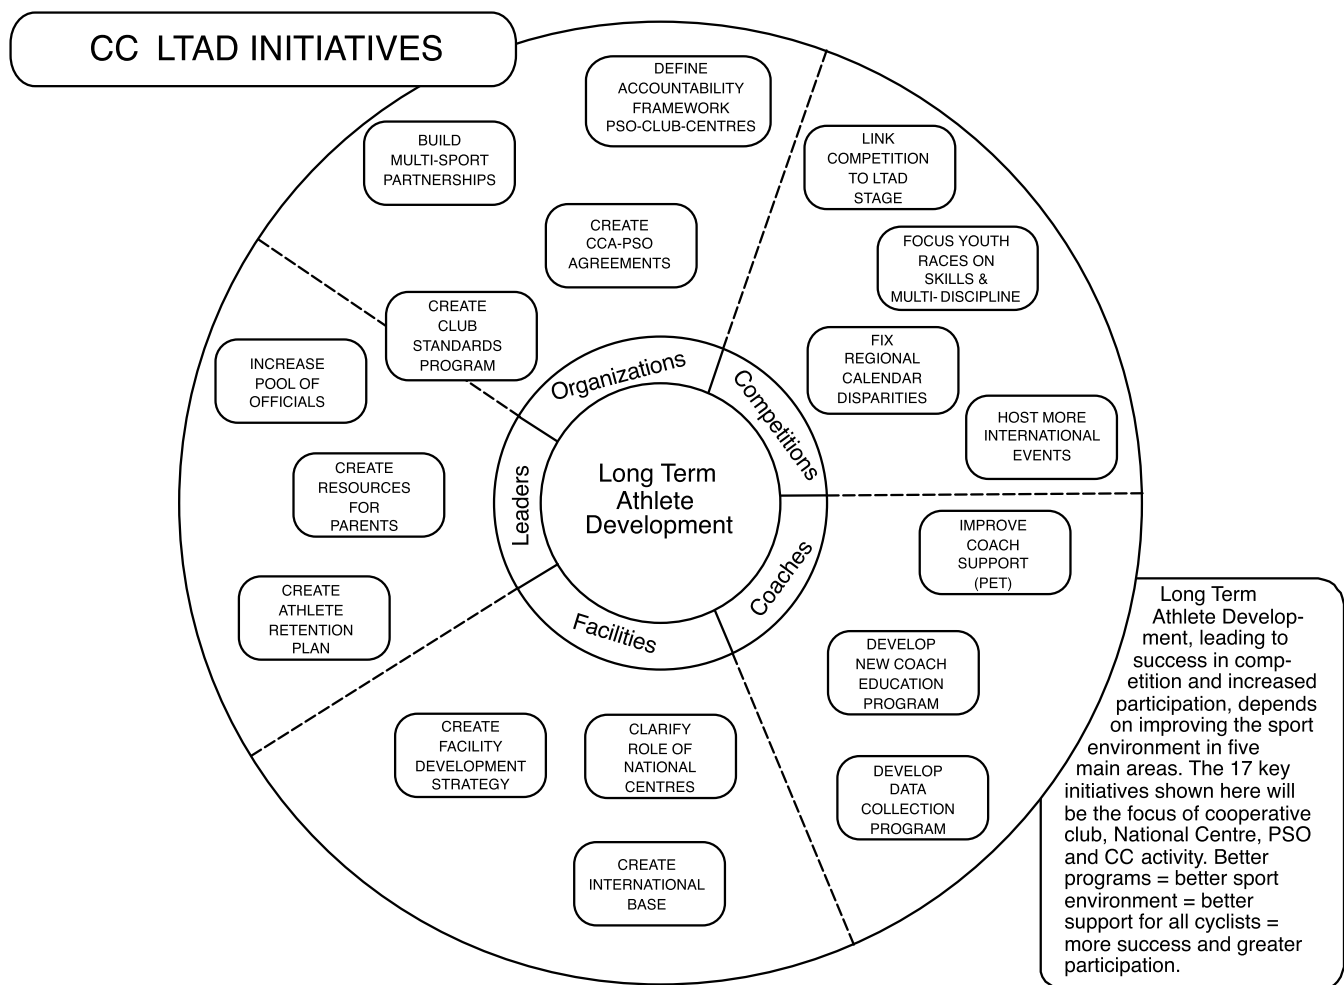 CC LTAD INITIATIVES
DEFINE
ACCOUNTABILITY
FRAMEWORK
PSO-CLUB-CENTRES
BUILD
MULTI-SPORT
PARTNERSHIPS
CREATE
CCA-PSO
AGREEMENTS
CREATE
CLUB
STANDARDS
PROGRAM
LINK
COMPETITION
TO LTAD
STAGE
FOCUS YOUTH
RACES ON
SKILLS &
MULTI-DISCIPLINE
FIX
REGIONAL
CALENDAR
DISPARITIES
HOST MORE
INTERNATIONAL
EVENTS
INCREASE
POOL OF
OFFICIALS
CREATE
RESOURCES
FOR
PARENTS
CREATE
ATHLETE
RETENTION
PLAN
Organizations
Competitions
Leaders
Coaches
Facilities
Long Term
Athlete
Development
IMPROVE
COACH
SUPPORT
(PET)
DEVELOP
NEW COACH
EDUCATION
PROGRAM
DEVELOP
DATA
COLLECTION
PROGRAM
CREATE
FACILITY
DEVELOPMENT
STRATEGY
CLARIFY
ROLE OF
NATIONAL
CENTRES
CREATE
INTERNATIONAL
BASE
Long Term
Athlete Develop-
ment, leading to
success in comp-
etition and increased
participation, depends
on improving the sport
environment in five
main areas. The 17 key
initiatives shown here will
be the focus of cooperative
club, National Centre, PSO
and CC activity. Better
programs = better sport
environment = better
support for all cyclists =
more success and greater
participation.